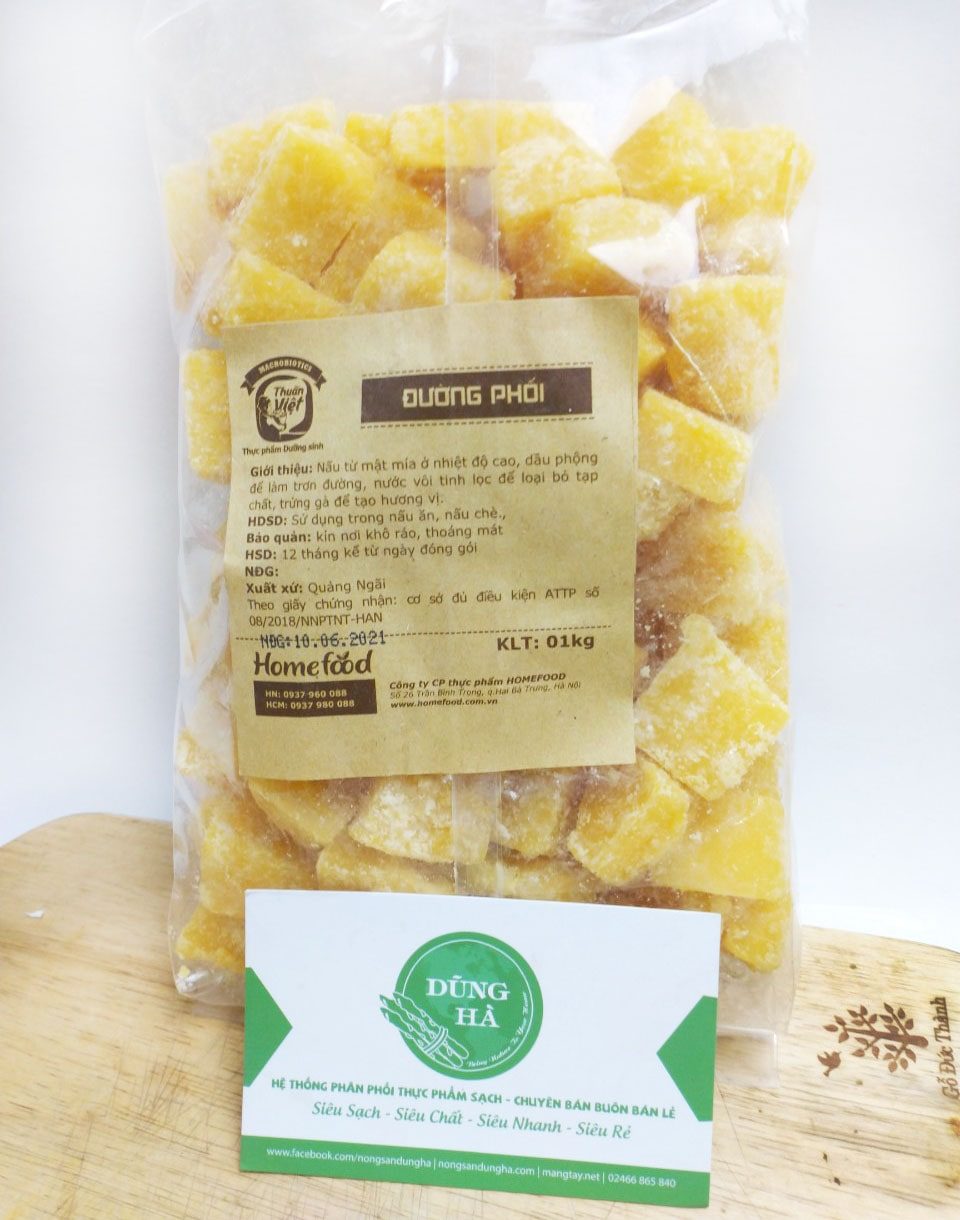 MACROBIOTICS
Thuần
Việt
Thực phẩm Dưỡng sinh
ĐƯỜNG PHỔI
Giới thiệu: Nấu từ mật mía ở nhiệt độ cao, dầu phộng
để làm trơn đường, nước vôi tinh lọc để loại bỏ tạp
chất, trứng gà để tạo hương vị.
HDSD: Sử dụng trong nấu ăn, nấu chè.,
Bảo quản: kín nơi khô ráo, thoáng mát
HSD: 12 tháng kể từ ngày đóng gói
NĐG:
Xuất xứ: Quảng Ngãi
Theo giấy chứng nhận: cơ sở đủ điều kiện ATTP số
08/2018/NNPTNT-HAN
NĐG:10.06.2021
KLT: 01kg
Homefood
HN: 0937 960 088
HCM: 0937 980 088
Công ty CP thực phẩm HOMEFOOD
Số 26 Trần Bình Trọng, q.Hai Bà Trưng, Hà Nội
www.homefood.com.vn
DŨNG
HÀ
Bring Nature To Your Home
HỆ THỐNG PHÂN PHỐI THỰC PHẨM SẠCH - CHUYÊN BÁN BUÔN BÁN LẺ
Siêu Sạch - Siêu Chất - Siêu Nhanh - Siêu Rẻ
www.facebook.com/nongsandungha | nongsandungha.com | mangtay.net | 02466 865 840
Gỗ Đức Thành